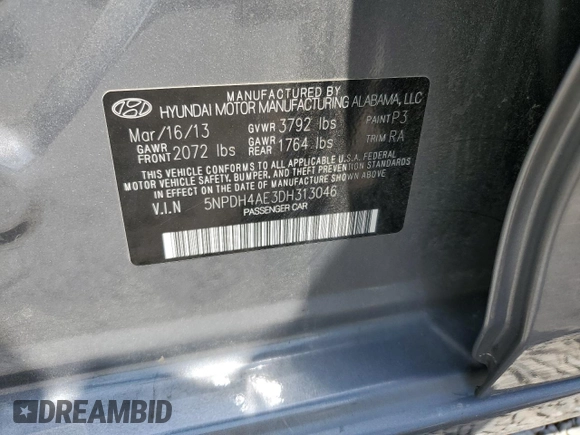 MANUFACTURED BY
HYUNDAI MOTOR MANUFACTURING ALABAMA, LLC
Mar/16/13 GVWR 3792 lbs PAINT P3
GAWR FRONT 2072 lbs GAWR REAR 1764 lbs TRIM RA
THIS VEHICLE CONFORMS TO ALL APPLICABLE U.S.A. FEDERAL
MOTOR VEHICLE SAFETY, BUMPER, AND THEFT PREVENTION
STANDARDS IN EFFECT ON THE DATE OF MANUFACTURE SHOWN ABOVE
V.I.N 5NPDH4AE3DH313046
PASSENGER CAR
DREAMBID